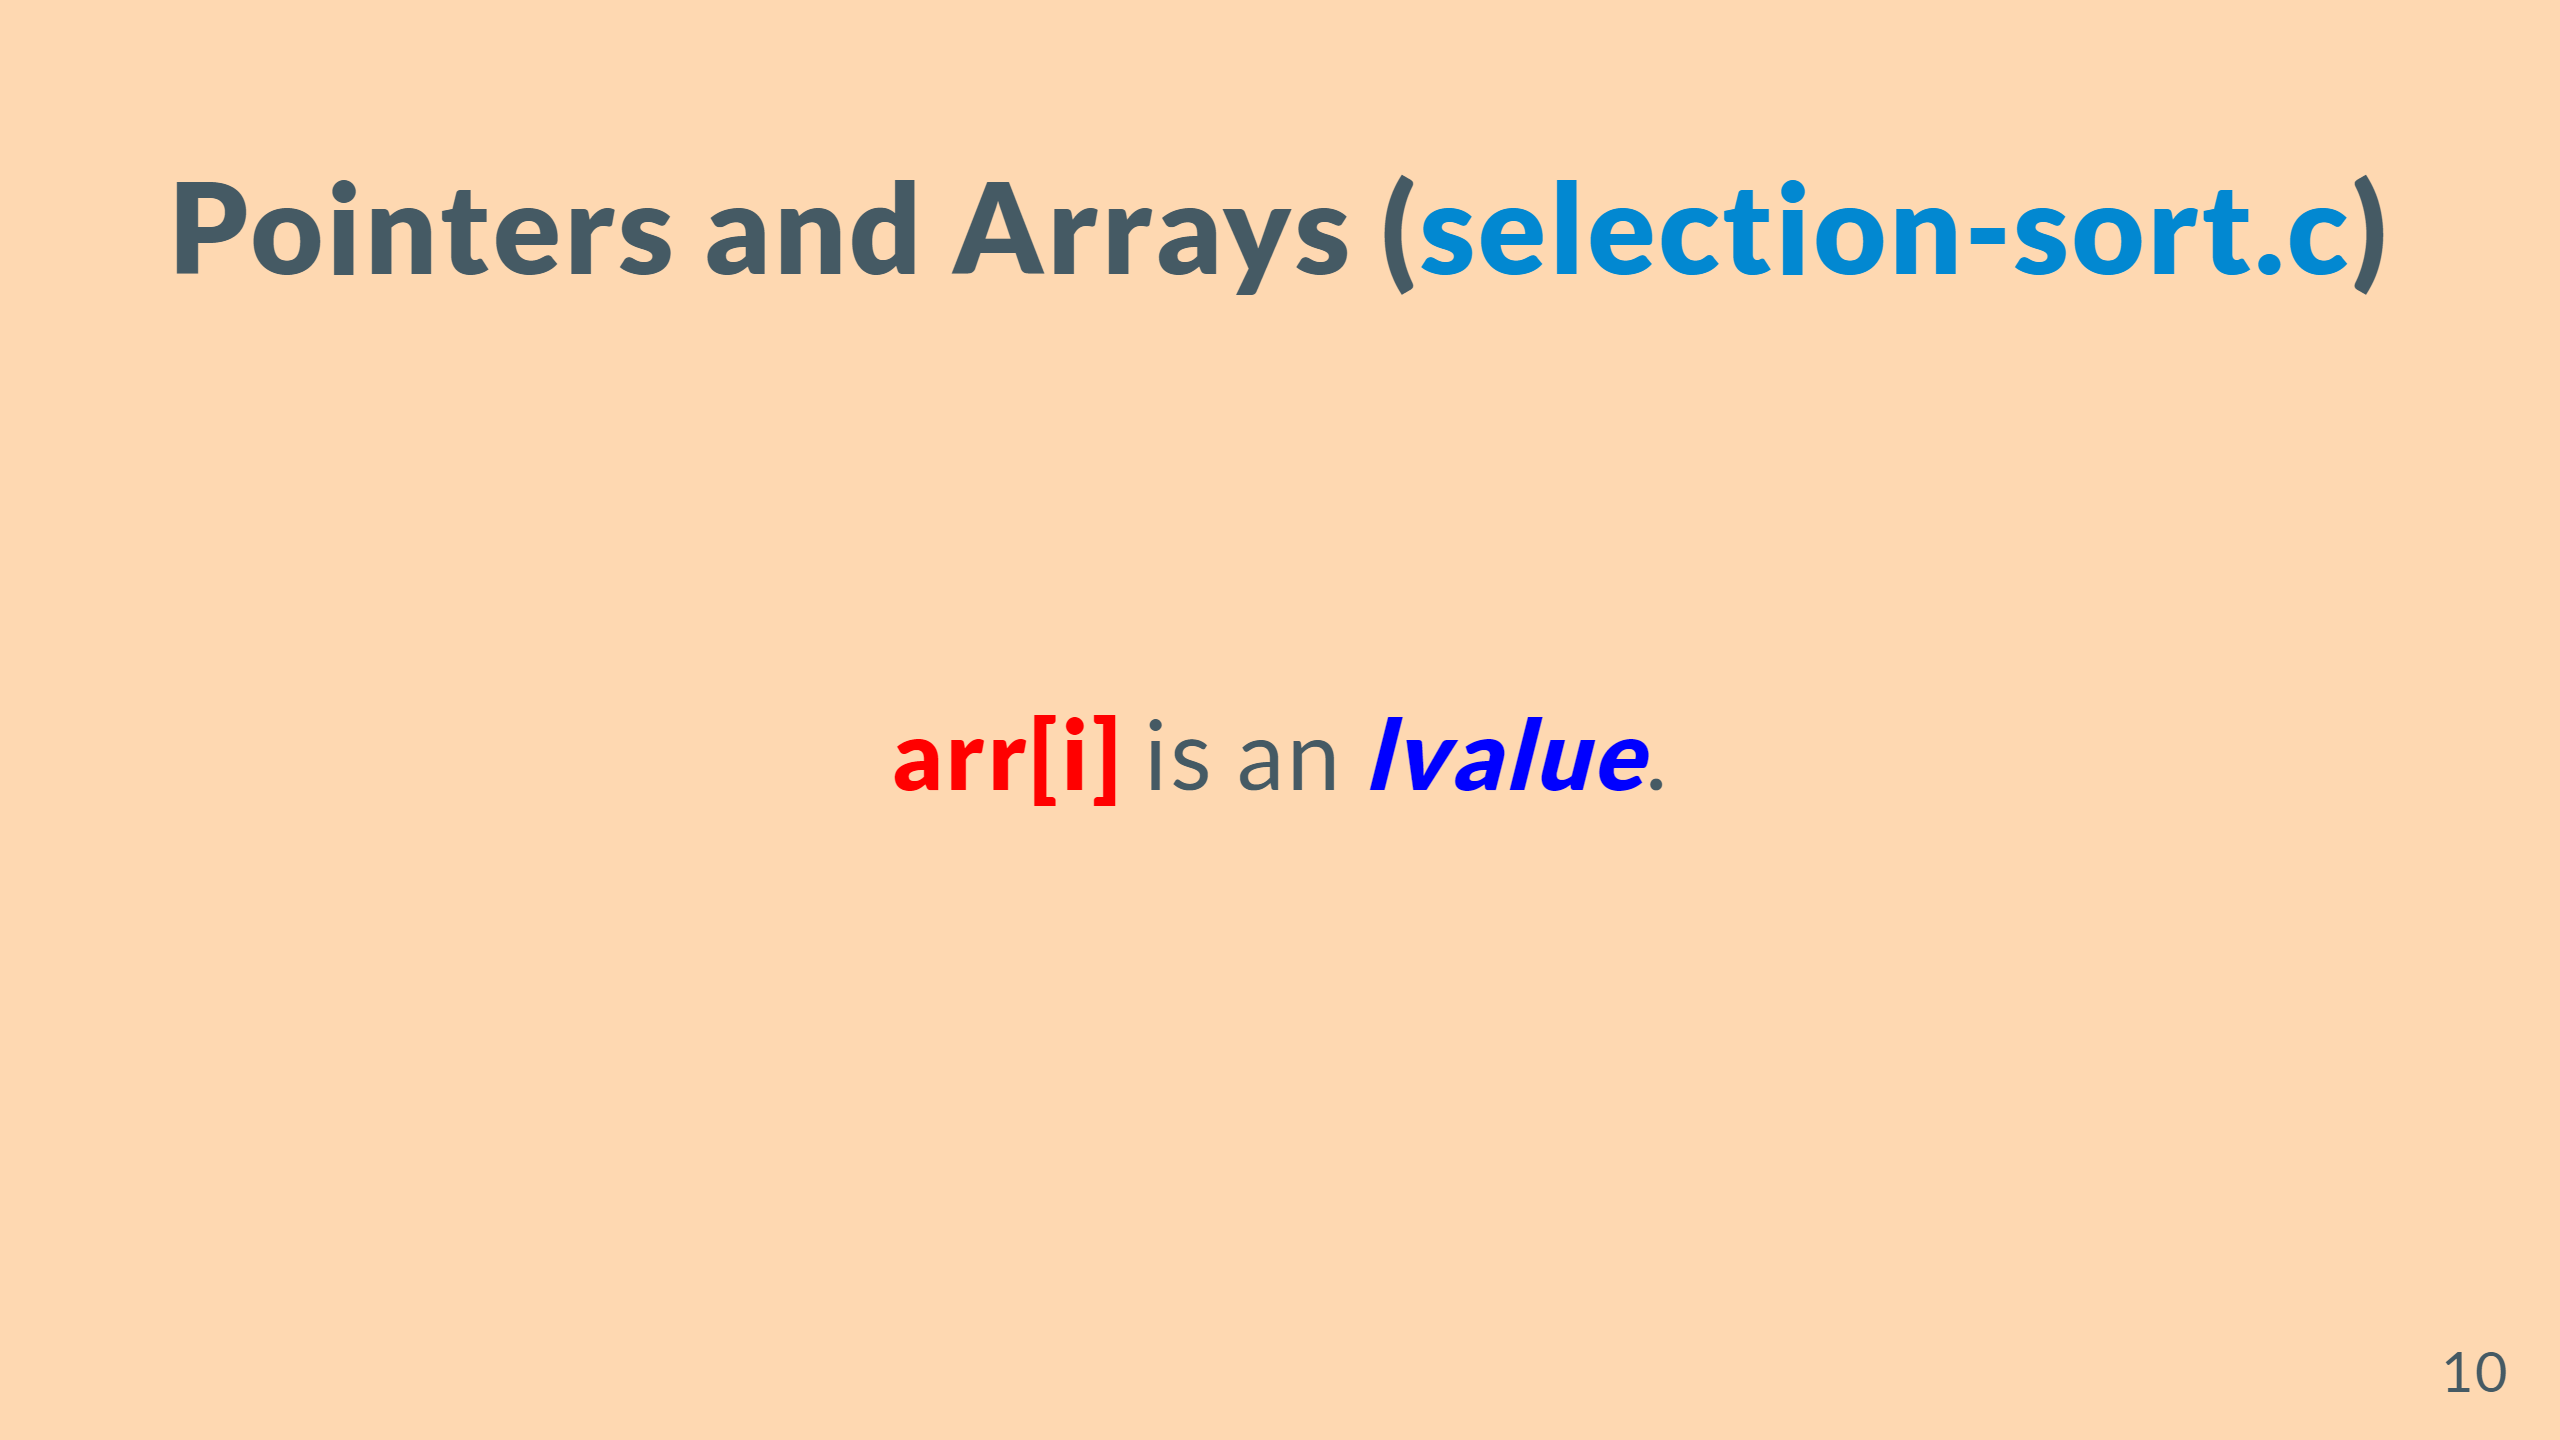 Pointers and Arrays (selection-sort.c)
arr[i] is an lvalue.
10